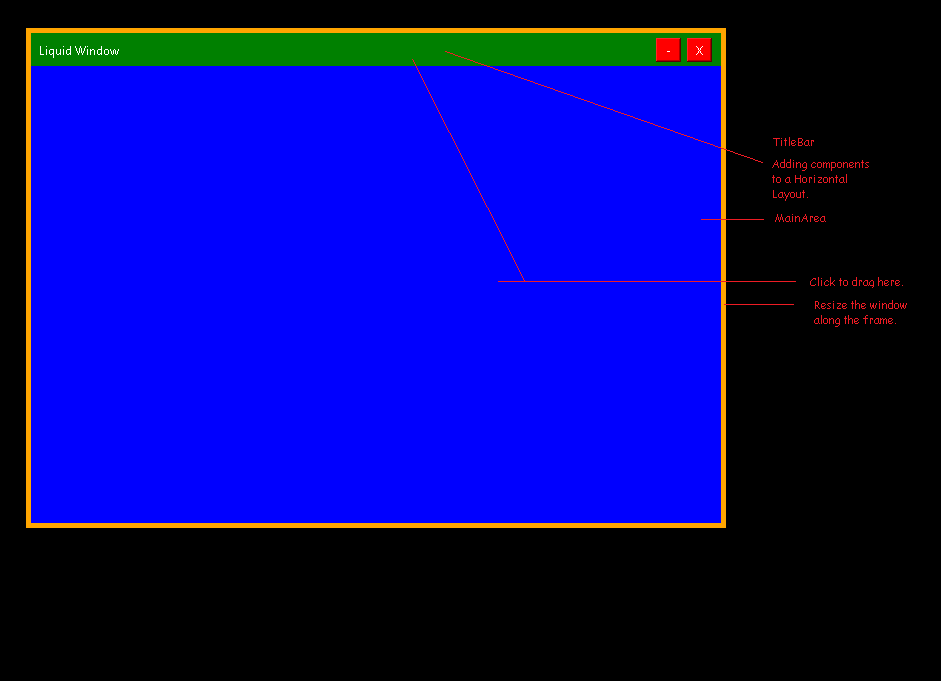 Liquid Window
-
X
TitleBar
Adding components
to a Horizontal
Layout.
MainArea
Click to drag here.
Resize the window
along the frame.